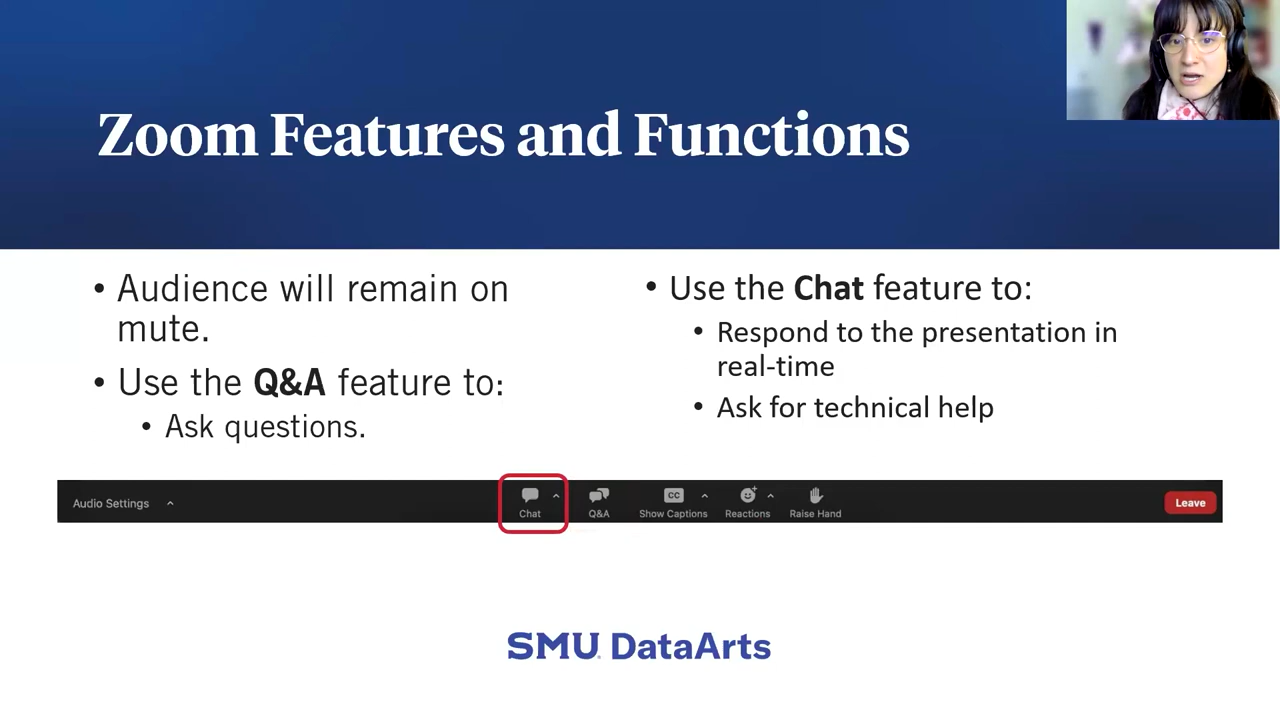 Zoom Features and Functions
• Audience will remain on
mute.
• Use the Q&A feature to:
• Ask questions.
• Use the Chat feature to:
• Respond to the presentation in
real-time
• Ask for technical help
Audio Settings
Chat
Q&A
CC
Show Captions
Reactions
Raise Hand
Leave
SMU DataArts